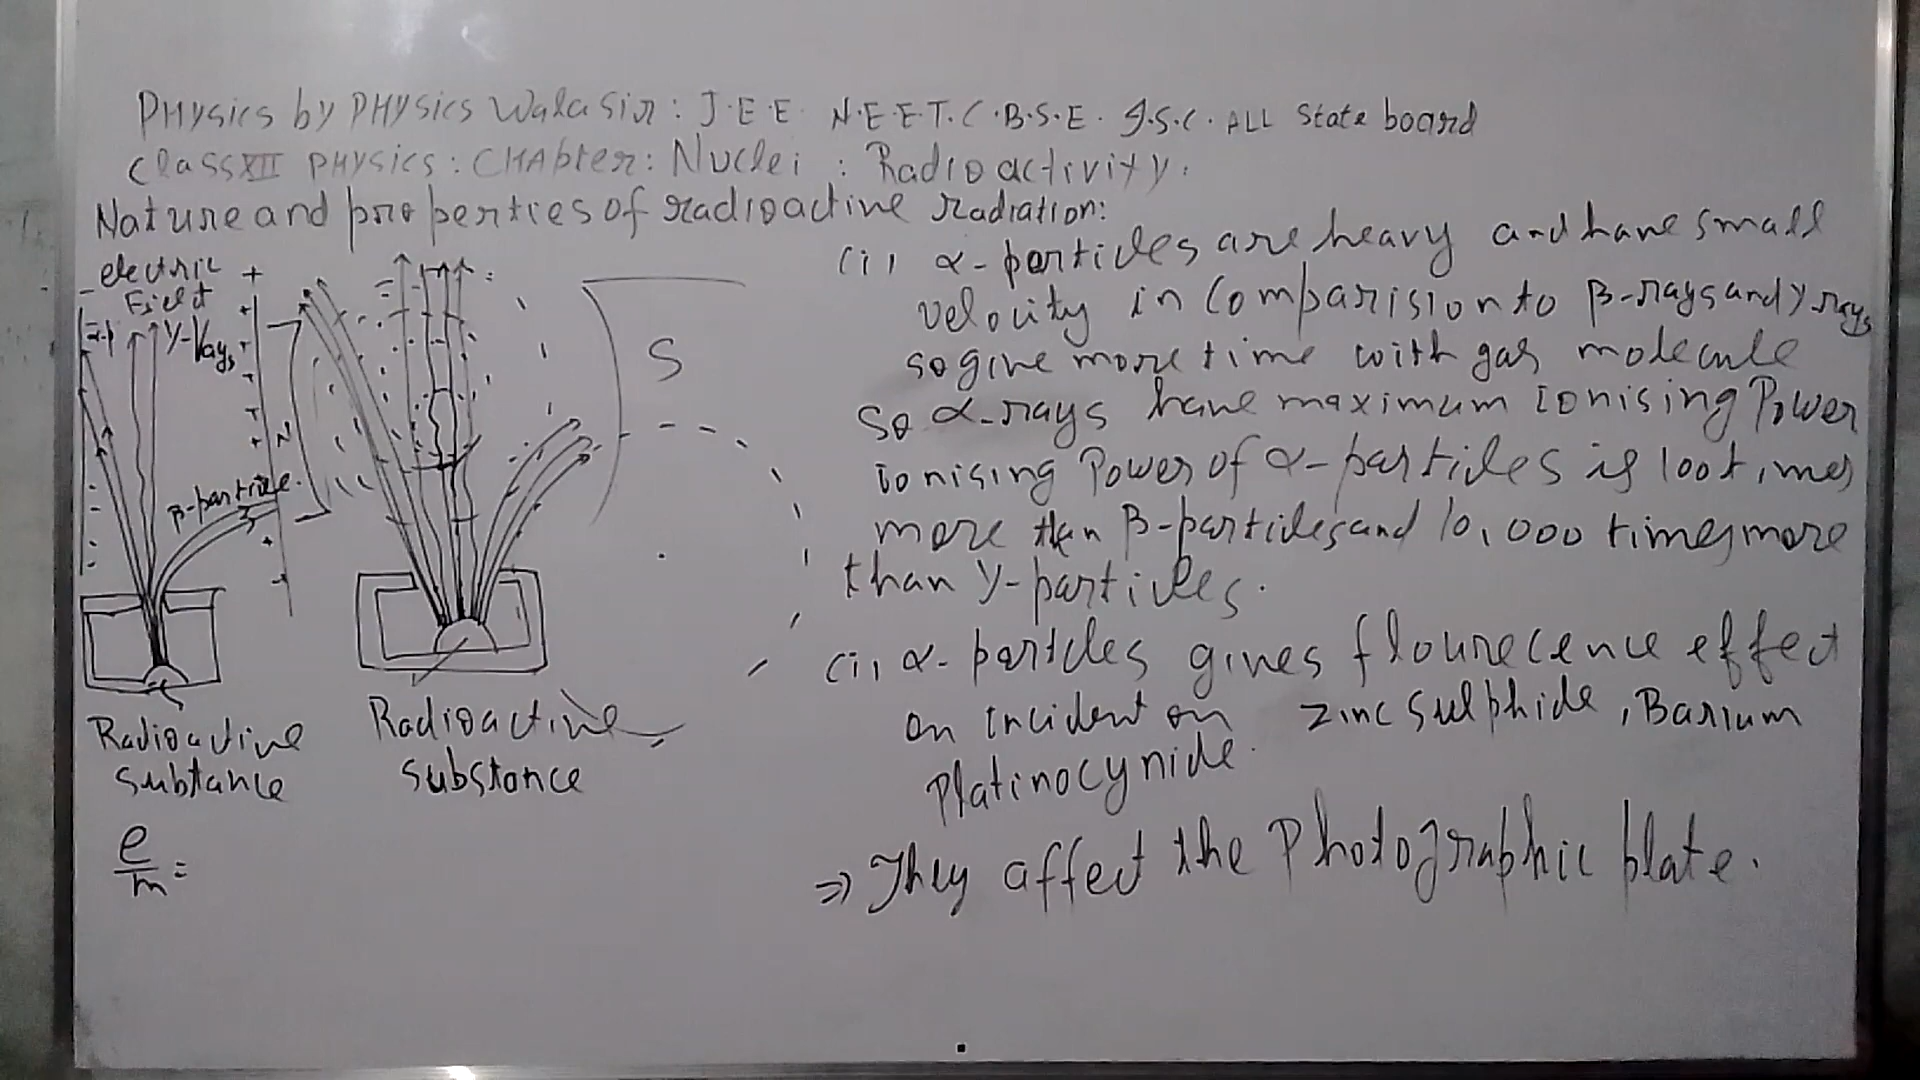 PHysics by PHysics Walasir: J.E.E. N.E.E.T. C.B.S.E. I.S.C. ALL State board
Class XII PHYSICS: CHApter: Nuclei : Radioactivity.
Nature and properties of radioactive radiation:
- electric +
Field
γ-Rays
N
β-particle
S
Radioactive
Subtance
Radioactive
Substance
e/m =
(i) α-particles are heavy and have small
velocity in Comparision to β-rays and γ rays
so give more time with gas molecule
So α-rays have maximum ionising Power
ionising Power of α-particles is 100 times
more than β-particles and 10,000 times more
than γ-particles.
(i) α-particles gives flourecence effect
on incident on Zinc Sulphide, Barium
Platinocynide.
⇒ They affect the Photographic plate.